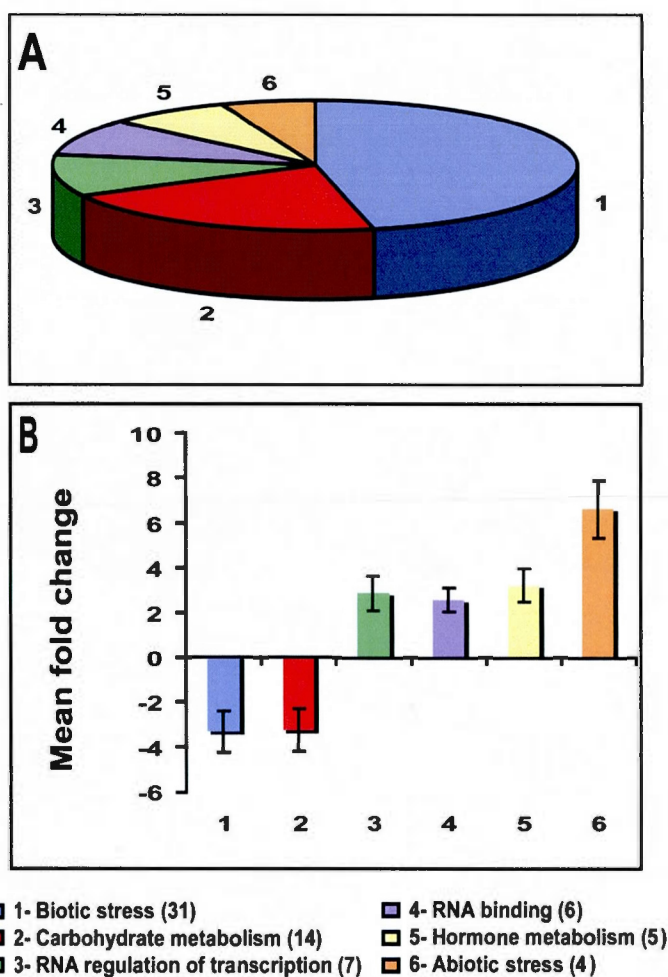 A
1
2
3
4
5
6
B
Mean fold change
10
8
6
4
2
0
-2
-4
-6
1 2 3 4 5 6
1- Biotic stress (31)
2- Carbohydrate metabolism (14)
3- RNA regulation of transcription (7)
4- RNA binding (6)
5- Hormone metabolism (5)
6- Abiotic stress (4)